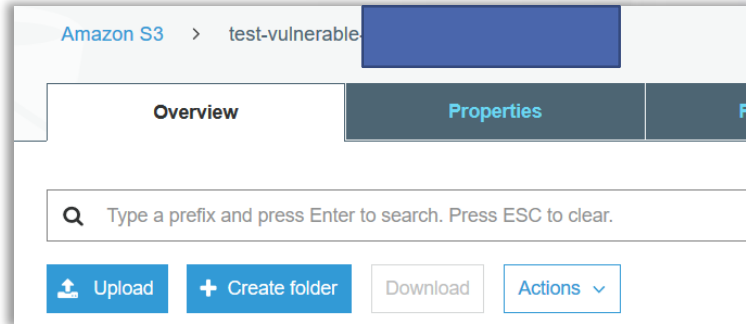 Amazon S3 > test-vulnerable-
Overview Properties
Type a prefix and press Enter to search. Press ESC to clear.
Upload + Create folder Download Actions